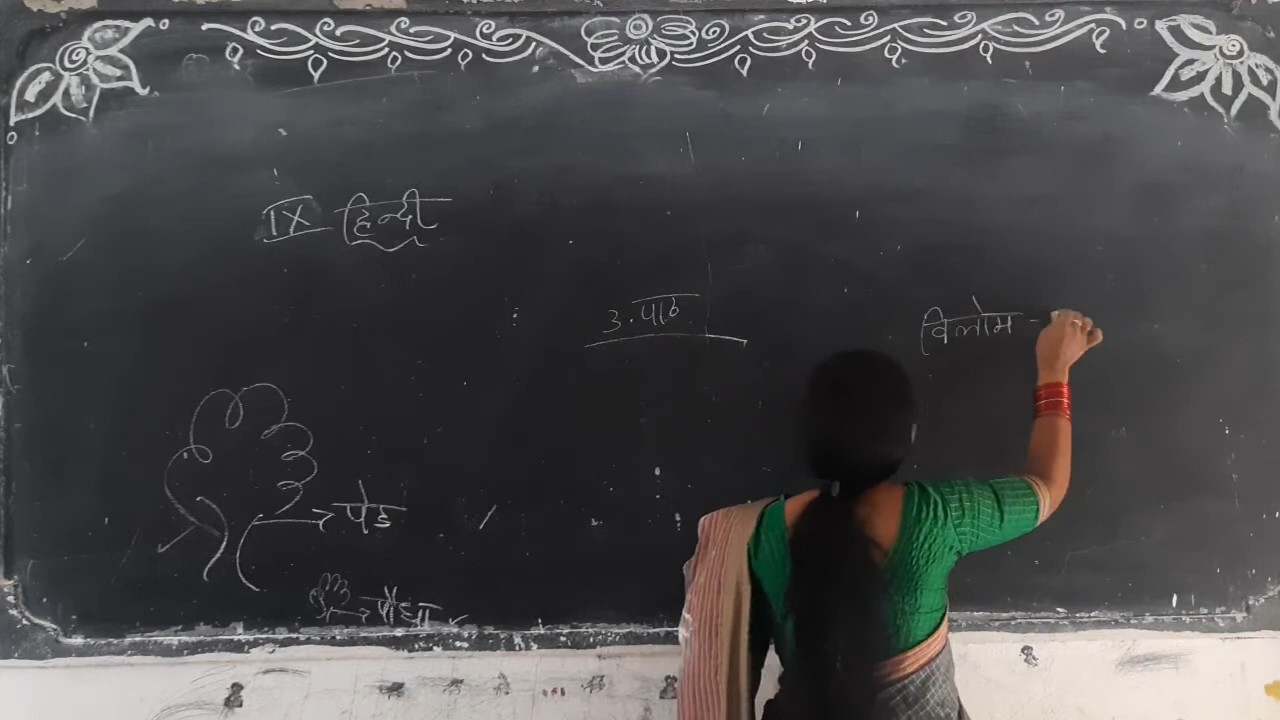 IX हिन्दी
3. पाठ
विलोम -
पेड
पौधा